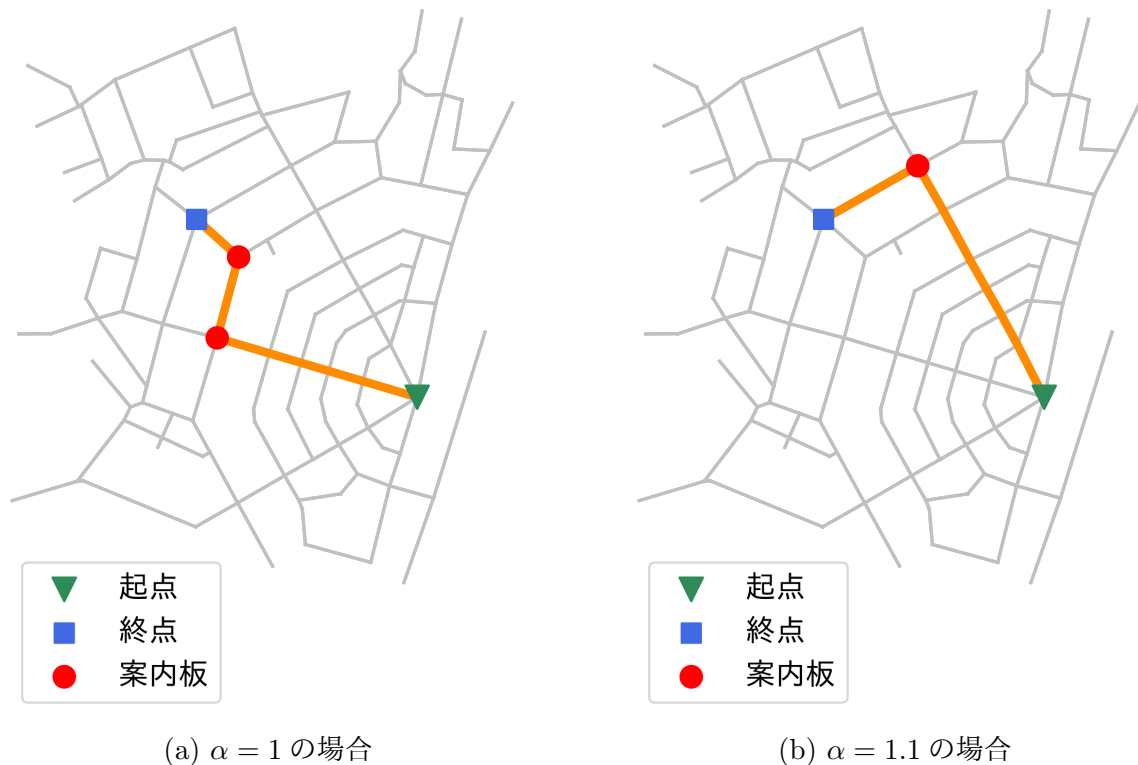 起点
終点
案内板
起点
終点
案内板
(a) α = 1 の場合
(b) α = 1.1 の場合